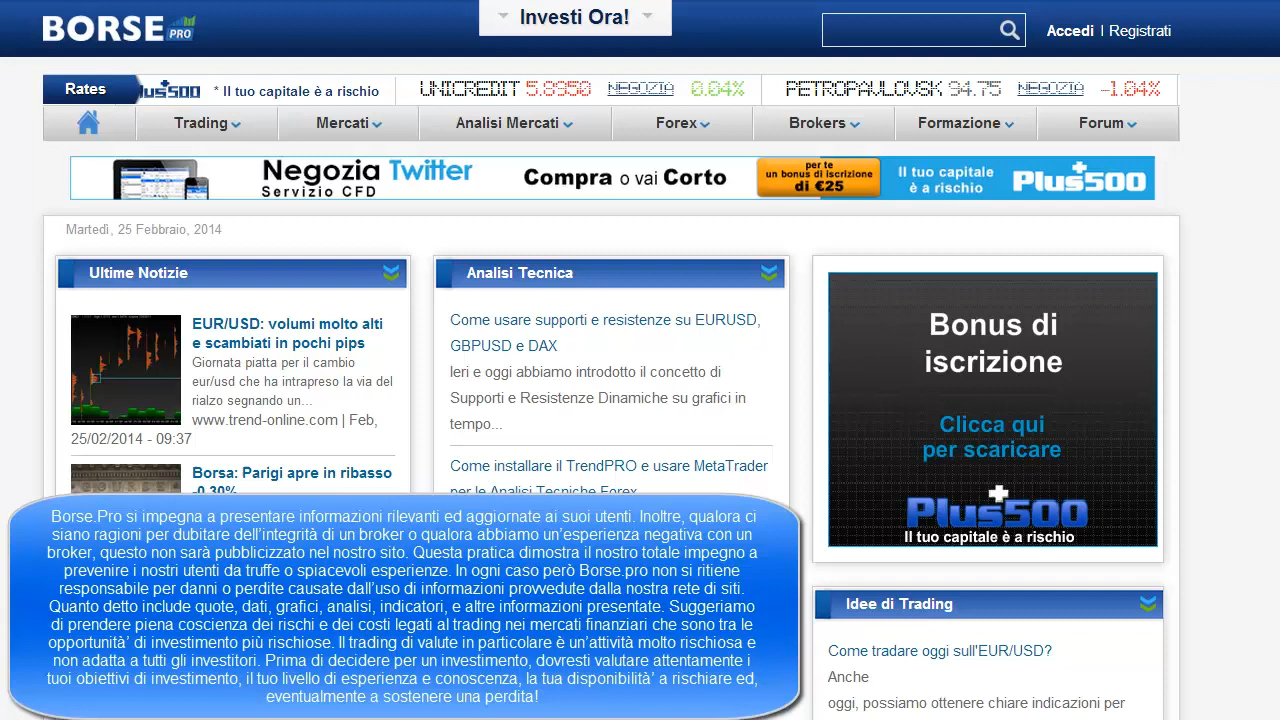 BORSE PRO
Investi Ora!
Accedi | Registrati
Rates
Plus500 * Il tuo capitale è a rischio
UNICREDIT 5.8950 NEGOZIA 0.04%
PETROPAULOUSK 94.75 NEGOZIA -1.04%
Trading Mercati Analisi Mercati Forex Brokers Formazione Forum
Negozia Twitter
Servizio CFD
Compra o vai Corto
per te
un bonus di iscrizione
di €25
Il tuo capitale
è a rischio
Plus500
Martedì, 25 Febbraio, 2014
Ultime Notizie
EUR/USD: volumi molto alti
e scambiati in pochi pips
Giornata piatta per il cambio
eur/usd che ha intrapreso la via del
rialzo segnando un...
www.trend-online.com | Feb,
25/02/2014 - 09:37
Borsa: Parigi apre in ribasso
-0,30%
Analisi Tecnica
Come usare supporti e resistenze su EURUSD,
GBPUSD e DAX
Ieri e oggi abbiamo introdotto il concetto di
Supporti e Resistenze Dinamiche su grafici in
tempo...
Come installare il TrendPRO e usare MetaTrader
per le Analisi Tecniche Forex
Bonus di
iscrizione
Clicca qui
per scaricare
Plus500
Il tuo capitale è a rischio
Idee di Trading
Come tradare oggi sull'EUR/USD?
Anche
oggi, possiamo ottenere chiare indicazioni per
Borse.Pro si impegna a presentare informazioni rilevanti ed aggiornate ai suoi utenti. Inoltre, qualora ci
siano ragioni per dubitare dell'integrità di un broker o qualora abbiamo un'esperienza negativa con un
broker, questo non sarà pubblicizzato nel nostro sito. Questa pratica dimostra il nostro totale impegno a
prevenire i nostri utenti da truffe o spiacevoli esperienze. In ogni caso però Borse.pro non si ritiene
responsabile per danni o perdite causate dall'uso di informazioni provvedute dalla nostra rete di siti.
Quanto detto include quote, dati, grafici, analisi, indicatori, e altre informazioni presentate. Suggeriamo
di prendere piena coscienza dei rischi e dei costi legati al trading nei mercati finanziari che sono tra le
opportunità' di investimento più rischiose. Il trading di valute in particolare è un'attività molto rischiosa e
non adatta a tutti gli investitori. Prima di decidere per un investimento, dovresti valutare attentamente i
tuoi obiettivi di investimento, il tuo livello di esperienza e conoscenza, la tua disponibilità' a rischiare ed,
eventualmente a sostenere una perdita!